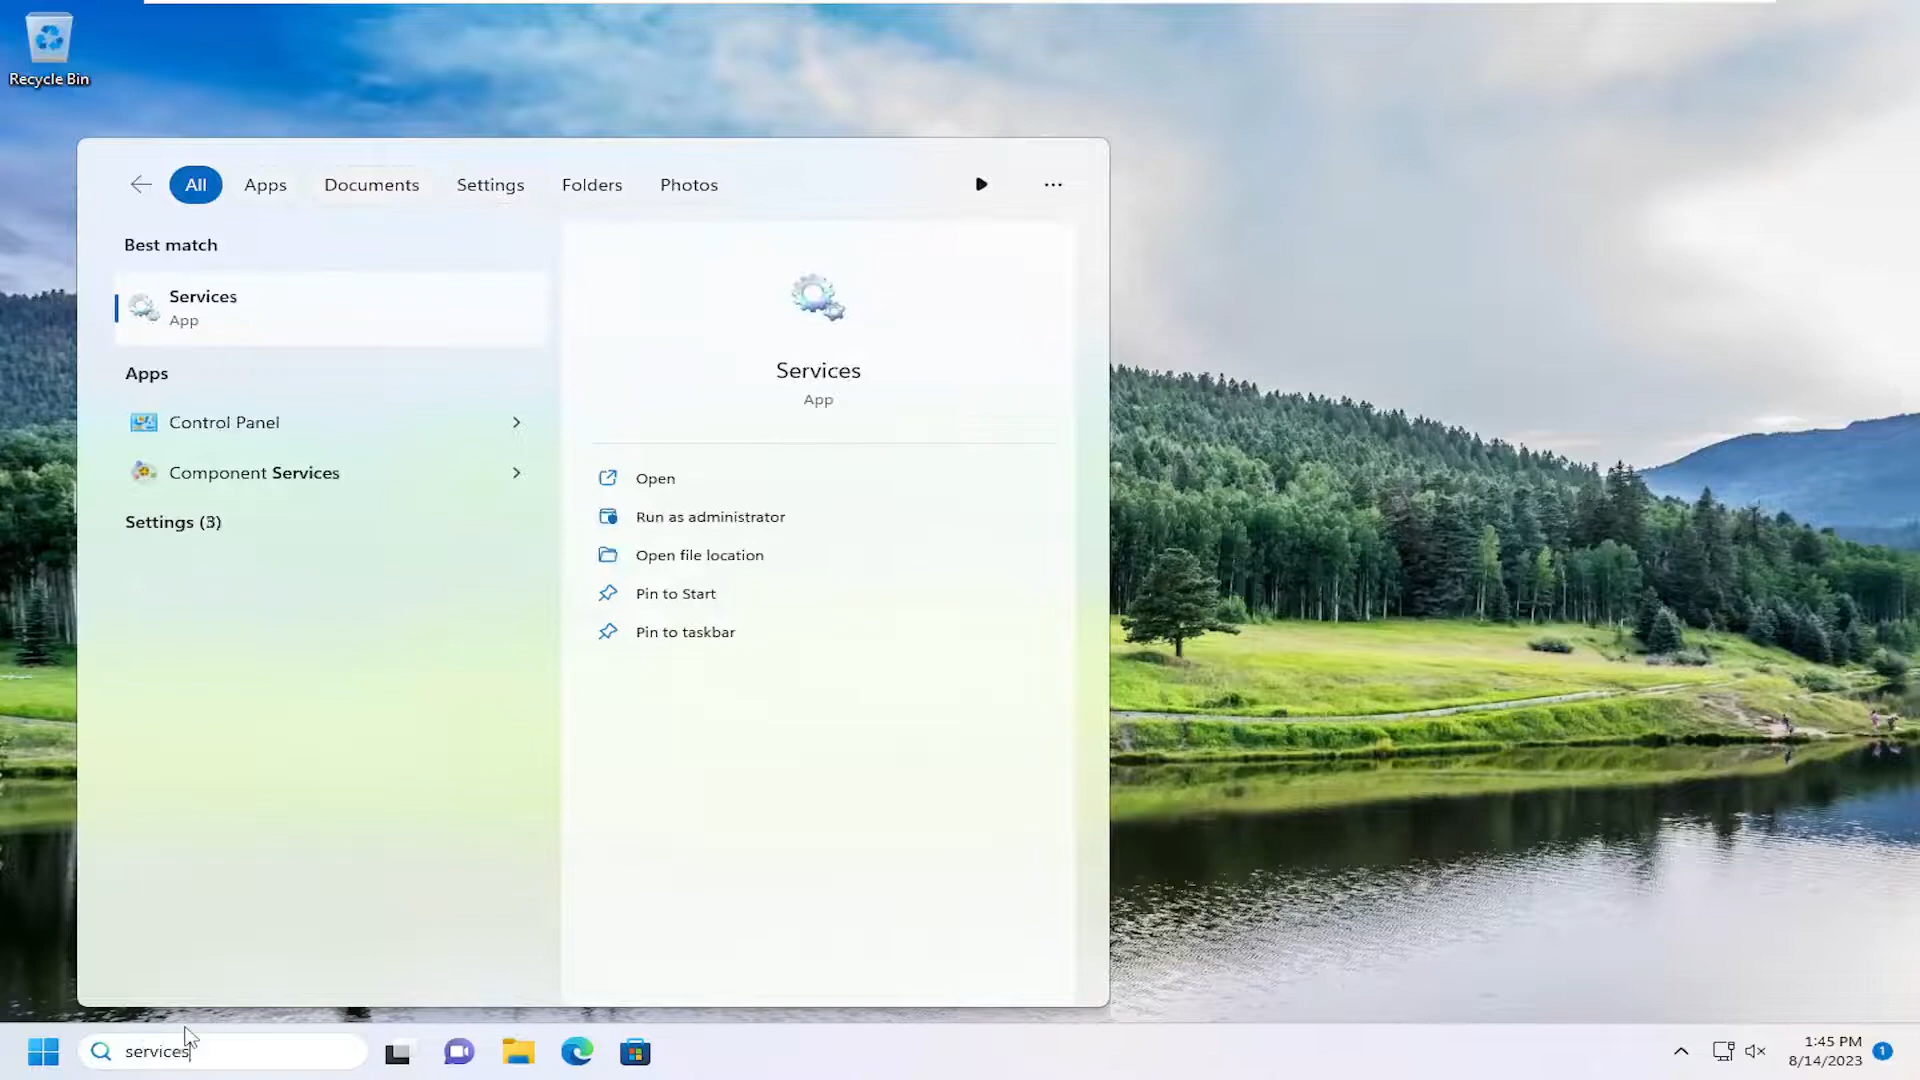 Recycle Bin
All
Apps
Documents
Settings
Folders
Photos
Best match
Services
App
Apps
Control Panel
Component Services
Settings (3)
Services
App
Open
Run as administrator
Open file location
Pin to Start
Pin to taskbar
services
1:45 PM
8/14/2023
1